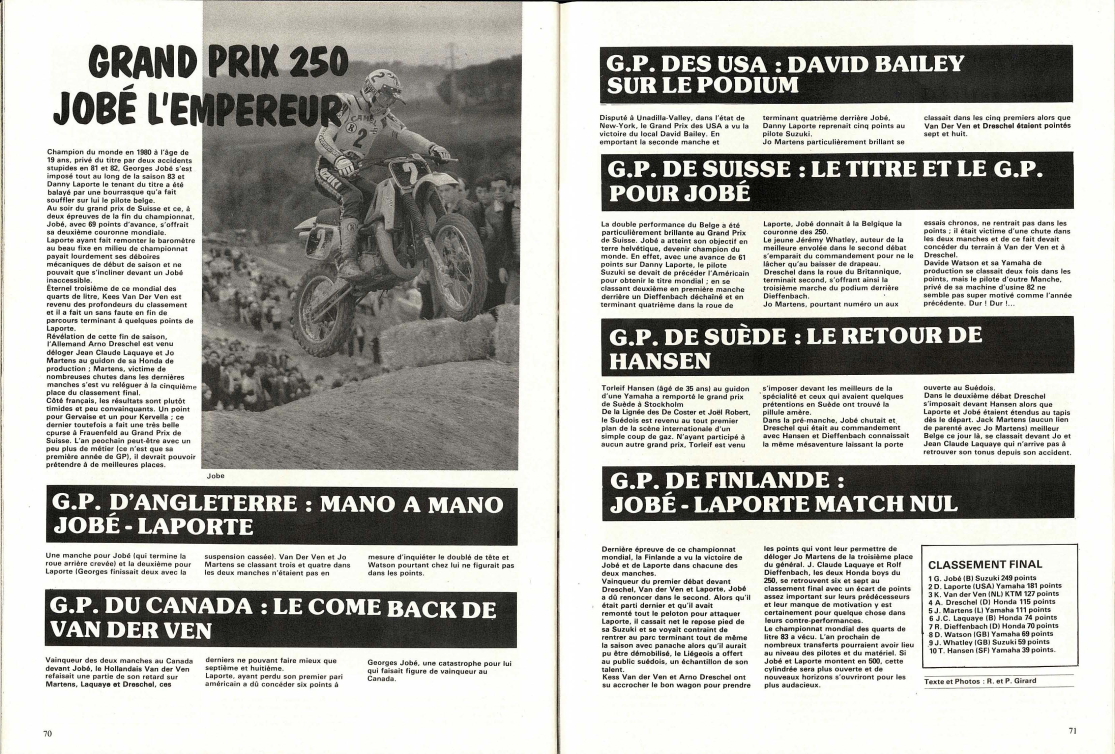 GRAND PRIX 250
JOBÉ L'EMPEREUR
Champion du monde en 1980 à l'âge de
19 ans, privé du titre par deux accidents
stupides en 81 et 82, Georges Jobé s'est
imposé tout au long de la saison 83 et
Danny Laporte le tenant du titre a été
balayé par une bourrasque qu'a fait
souffler sur lui le pilote belge.
Au soir du grand prix de Suisse et ce, à
deux épreuves de la fin du championnat,
Jobé, avec 69 points d'avance, s'offrait
sa deuxième couronne mondiale.
Laporte ayant fait remonter le baromètre
au beau fixe en milieu de championnat
payait lourdement ses déboires
mécaniques de début de saison et ne
pouvait que s'incliner devant un Jobé
inaccessible.
Éternel troisième de ce mondial des
quarts de litre, Kees Van Der Ven est
revenu des profondeurs du classement
et il a fait un sans faute en fin de
parcours terminant à quelques points de
Laporte.
Révélation de cette fin de saison,
l'Allemand Arno Dreschel est venu
déloger Jean Claude Laquaye et Jo
Martens au guidon de sa Honda de
production ; Martens, victime de
nombreuses chutes dans les dernières
manches s'est vu reléguer à la cinquième
place du classement final.
Côté français, les résultats sont plutôt
timides et peu convainquants. Un point
pour Gervaise et un pour Kervella ; ce
dernier toutefois a fait une très belle
cpurse à Frauenfeld au Grand Prix de
Suisse. L'an peochain peut-être avec un
peu plus de métier (ce n'est que sa
première année de GP), il devrait pouvoir
prétendre à de meilleures places.
Jobe
G.P. D'ANGLETERRE : MANO A MANO
JOBÉ - LAPORTE
Une manche pour Jobé (qui termine la
roue arrière crevée) et la deuxième pour
Laporte (Georges finissait deux avec la
suspension cassée). Van Der Ven et Jo
Martens se classant trois et quatre dans
les deux manches n'étaient pas en
mesure d'inquiéter le doublé de tête et
Watson pourtant chez lui ne figurait pas
dans les points.
G.P. DU CANADA : LE COME BACK DE
VAN DER VEN
Vainqueur des deux manches au Canada
devant Jobé, le Hollandais Van der Ven
refaisait une partie de son retard sur
Martens, Laquaye et Dreschel, ces
derniers ne pouvant faire mieux que
septième et huitième.
Laporte, ayant perdu son premier pari
américain a dû concéder six points à
Georges Jobé, une catastrophe pour lui
qui faisait figure de vainqueur au
Canada.
70
G.P. DES USA : DAVID BAILEY
SUR LE PODIUM
Disputé à Unadilla-Valley, dans l'état de
New-York, le Grand Prix des USA a vu la
victoire du local David Bailey. En
emportant la seconde manche et
terminant quatrième derrière Jobé,
Danny Laporte reprenait cinq points au
pilote Suzuki.
Jo Martens particulièrement brillant se
classait dans les cinq premiers alors que
Van Der Ven et Dreschel étaient pointés
sept et huit.
G.P. DE SUISSE : LE TITRE ET LE G.P.
POUR JOBÉ
La double performance du Belge a été
particulièrement brillante au Grand Prix
de Suisse. Jobé a atteint son objectif en
terre helvétique, devenir champion du
monde. En effet, avec une avance de 61
points sur Danny Laporte, le pilote
Suzuki se devait de précéder l'Américain
pour obtenir le titre mondial ; en se
classant deuxième en première manche
derrière un Dieffenbach déchaîné et en
terminant quatrième dans la roue de
Laporte, Jobé donnait à la Belgique la
couronne des 250.
Le jeune Jérémy Whatley, auteur de la
meilleure envolée dans le second débat
s'emparait du commandement pour ne le
lâcher qu'au baisser de drapeau.
Dreschel dans la roue du Britannique,
terminait second, s'offrant ainsi la
troisième marche du podium derrière
Dieffenbach.
Jo Martens, pourtant numéro un aux
essais chronos, ne rentrait pas dans les
points ; il était victime d'une chute dans
les deux manches et de ce fait devait
concéder du terrain à Van der Ven et à
Dreschel.
Davide Watson et sa Yamaha de
production se classait deux fois dans les
points, mais le pilote d'outre Manche,
privé de sa machine d'usine 82 ne
semble pas super motivé comme l'année
précédente. Dur ! Dur !...
G.P. DE SUÈDE : LE RETOUR DE
HANSEN
Torleif Hansen (âgé de 35 ans) au guidon
d'une Yamaha a remporté le grand prix
de Suède à Stockholm
De la Lignée des De Coster et Joël Robert,
le Suédois est revenu au tout premier
plan de la scène internationale d'un
simple coup de gaz. N'ayant participé à
aucun autre grand prix, Torleif est venu
s'imposer devant les meilleurs de la
spécialité et ceux qui avaient quelques
prétentions en Suède ont trouvé la
pillule amère.
Dans la pré-manche, Jobé chutait et
Dreschel qui était au commandement
avec Hansen et Dieffenbach connaissait
la même mésaventure laissant la porte
ouverte au Suédois.
Dans le deuxième débat Dreschel
s'imposait devant Hansen alors que
Laporte et Jobé étaient étendus au tapis
dès le départ. Jack Martens (aucun lien
de parenté avec Jo Martens) meilleur
Belge ce jour là, se classait devant Jo et
Jean Claude Laquaye qui n'arrive pas à
retrouver son tonus depuis son accident.
G.P. DE FINLANDE :
JOBÉ - LAPORTE MATCH NUL
Dernière épreuve de ce championnat
mondial, la Finlande a vu la victoire de
Jobé et de Laporte dans chacune des
deux manches.
Vainqueur du premier débat devant
Dreschel, Van der Ven et Laporte, Jobé
a dû renoncer dans le second. Alors qu'il
était parti dernier et qu'il avait
remonté tout le peloton pour attaquer
Laporte, il cassait net le repose pied de
sa Suzuki et se voyait contraint de
rentrer au parc terminant tout de même
la saison avec panache alors qu'il aurait
pu être démobilisé, le Liégeois a offert
au public suédois, un échantillon de son
talent.
Kess Van der Ven et Arno Dreschel ont
su accrocher le bon wagon pour prendre
les points qui vont leur permettre de
déloger Jo Martens de la troisième place
du général. J. Claude Laquaye et Rolf
Dieffenbach, les deux Honda boys du
250, se retrouvent six et sept au
classement final avec un écart de points
assez important sur leurs prédécesseurs
et leur manque de motivation y est
certainement pour quelque chose dans
leurs contre-performances.
Le championnat mondial des quarts de
litre 83 a vécu. L'an prochain de
nombreux transferts pourraient avoir lieu
au niveau des pilotes et du matériel. Si
Jobé et Laporte montent en 500, cette
cylindrée sera plus ouverte et de
nouveaux horizons s'ouvriront pour les
plus audacieux.
CLASSEMENT FINAL
1 G. Jobé (B) Suzuki 249 points
2 D. Laporte (USA) Yamaha 181 points
3 K. Van der Ven (NL) KTM 127 points
4 A. Dreschel (D) Honda 115 points
5 J. Martens (L) Yamaha 111 points
6 J.C. Laquaye (B) Honda 74 points
7 R. Dieffenbach (D) Honda 70 points
8 D. Watson (GB) Yamaha 69 points
9 J. Whatley (GB) Suzuki 59 points
10 T. Hansen (SF) Yamaha 39 points.
Texte et Photos : R. et P. Girard
71